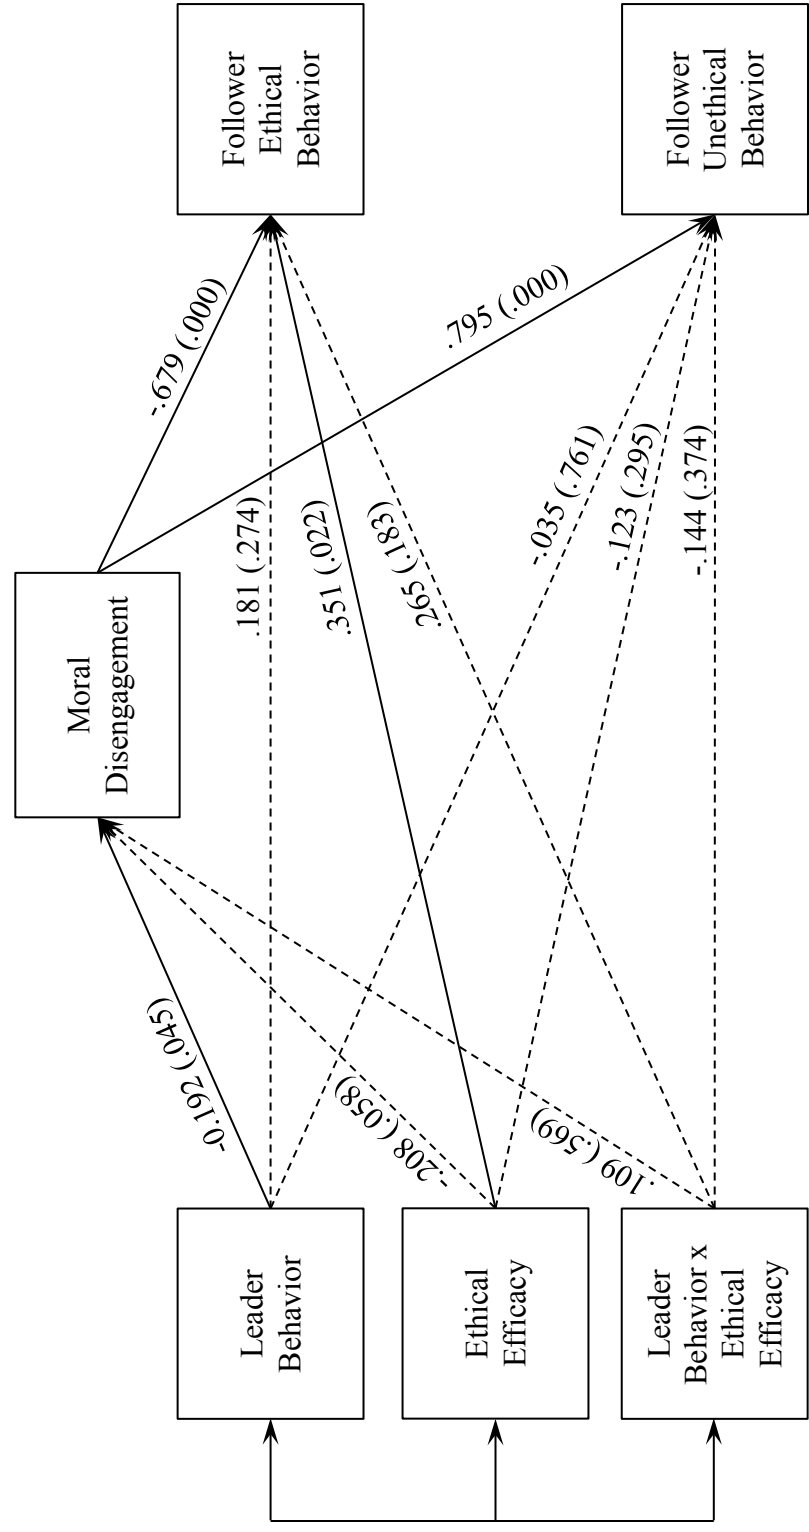 Moral
Disengagement
Leader
Behavior
Ethical
Efficacy
Leader
Behavior x
Ethical
Efficacy
Follower
Ethical
Behavior
Follower
Unethical
Behavior
-0.192 (.045)
-.208 (.058)
.109 (.569)
-.679 (.000)
.795 (.000)
.181 (.274)
.351 (.022)
.265 (.183)
-.035 (.761)
-.123 (.295)
-.144 (.374)